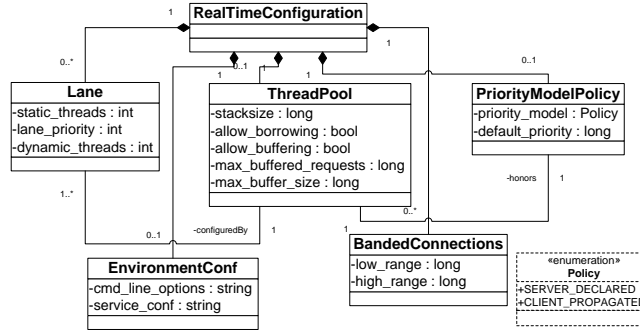 RealTimeConfiguration
1
1
0..*
1
0..1
1
1
0..1
Lane
-static_threads : int
-lane_priority : int
-dynamic_threads : int
ThreadPool
-stacksize : long
-allow_borrowing : bool
-allow_buffering : bool
-max_buffered_requests : long
-max_buffer_size : long
PriorityModelPolicy
-priority_model : Policy
-default_priority : long
1..*
-honors
1
0..*
-configuredBy
1
1
0..1
EnvironmentConf
-cmd_line_options : string
-service_conf : string
BandedConnections
-low_range : long
-high_range : long
«enumeration»
Policy
+SERVER_DECLARED
+CLIENT_PROPAGATED